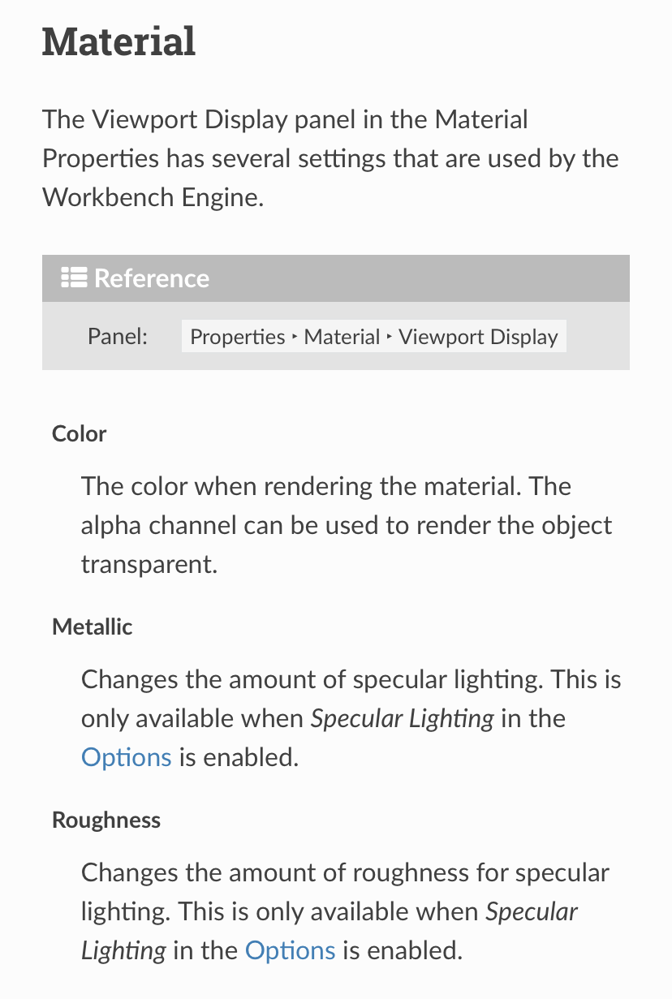 Material
The Viewport Display panel in the Material
Properties has several settings that are used by the
Workbench Engine.
Reference
Panel: Properties ‣ Material ‣ Viewport Display
Color
The color when rendering the material. The
alpha channel can be used to render the object
transparent.
Metallic
Changes the amount of specular lighting. This is
only available when Specular Lighting in the
Options is enabled.
Roughness
Changes the amount of roughness for specular
lighting. This is only available when Specular
Lighting in the Options is enabled.